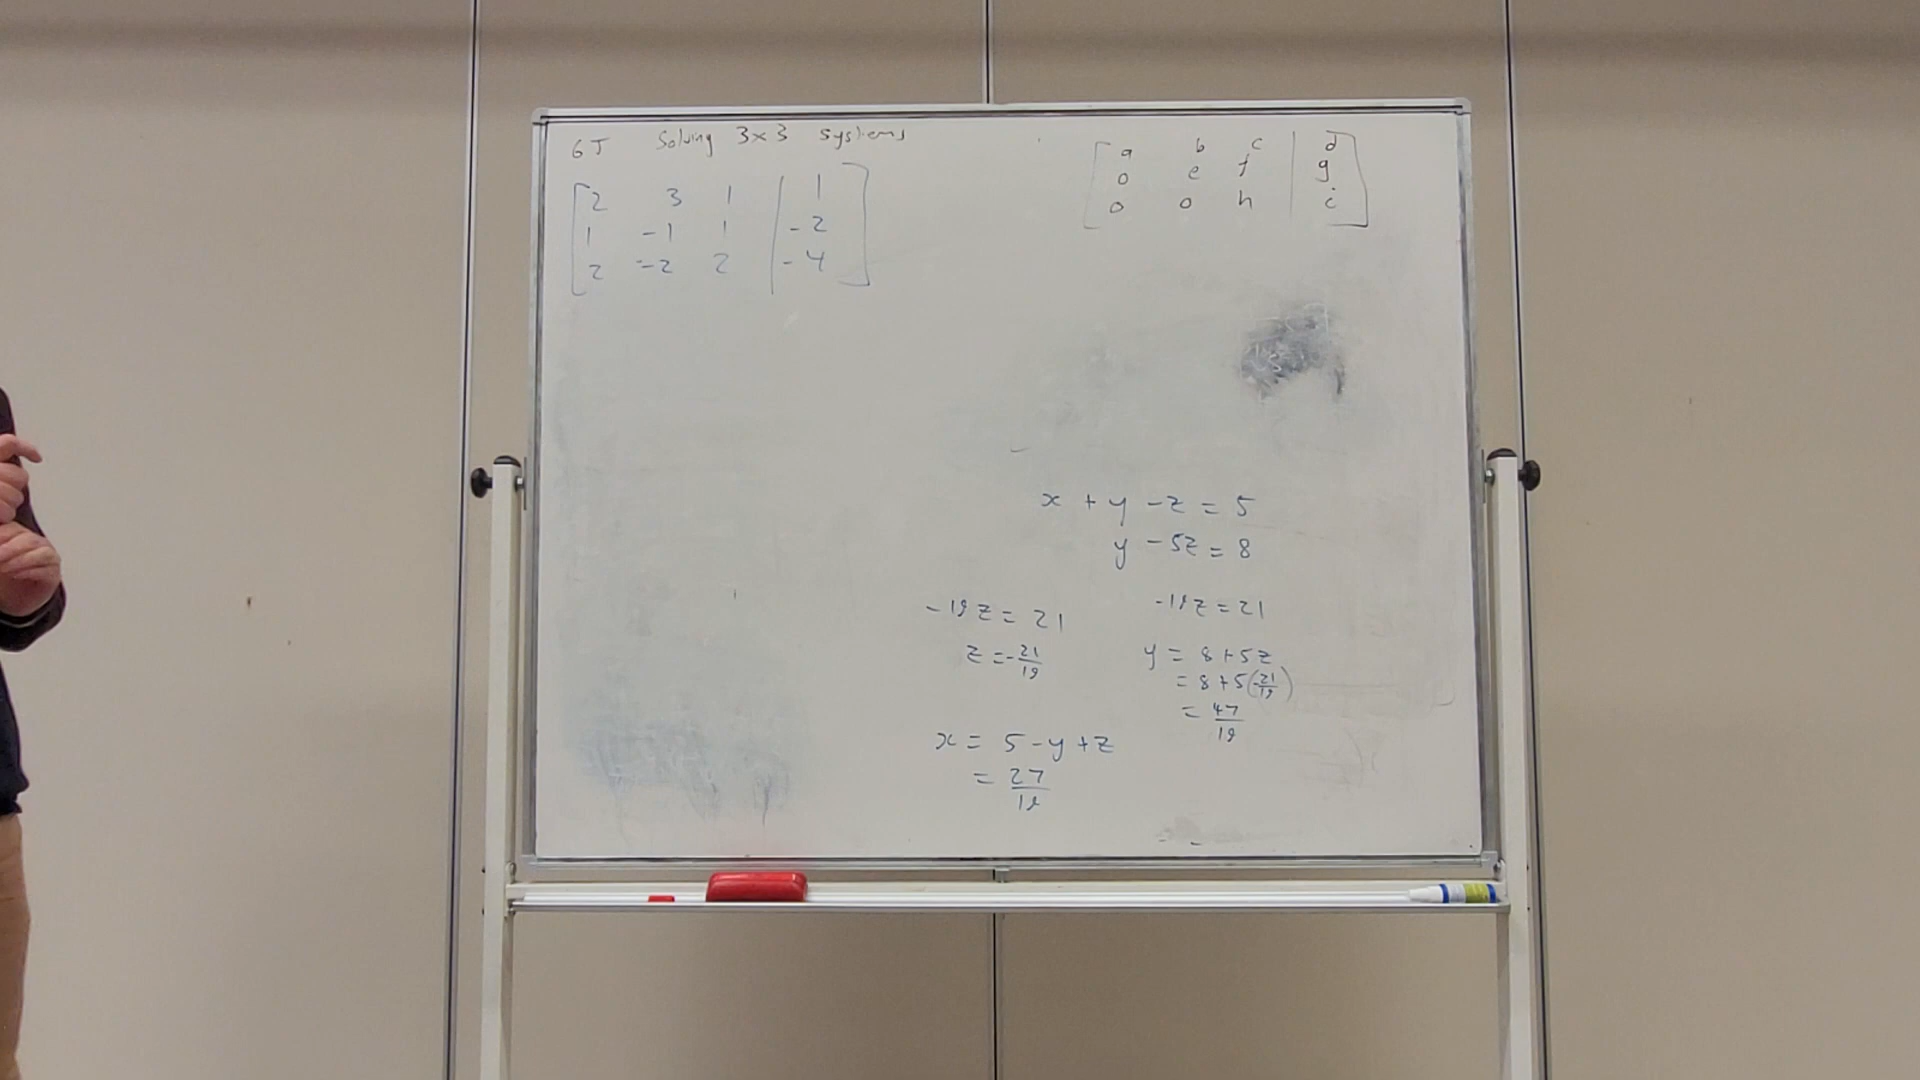 6J Solving 3x3 systems
2 3 1 | 1
1 -1 1 | -2
2 -2 2 | -4
a b c | d
0 e f | g
0 0 h | i
x + y - z = 5
y - 5z = 8
-19z = 21
z = -21/19
-19z = 21
y = 8+5z
= 8+5(-21/19)
= 47/19
x = 5-y+z
= 27/19